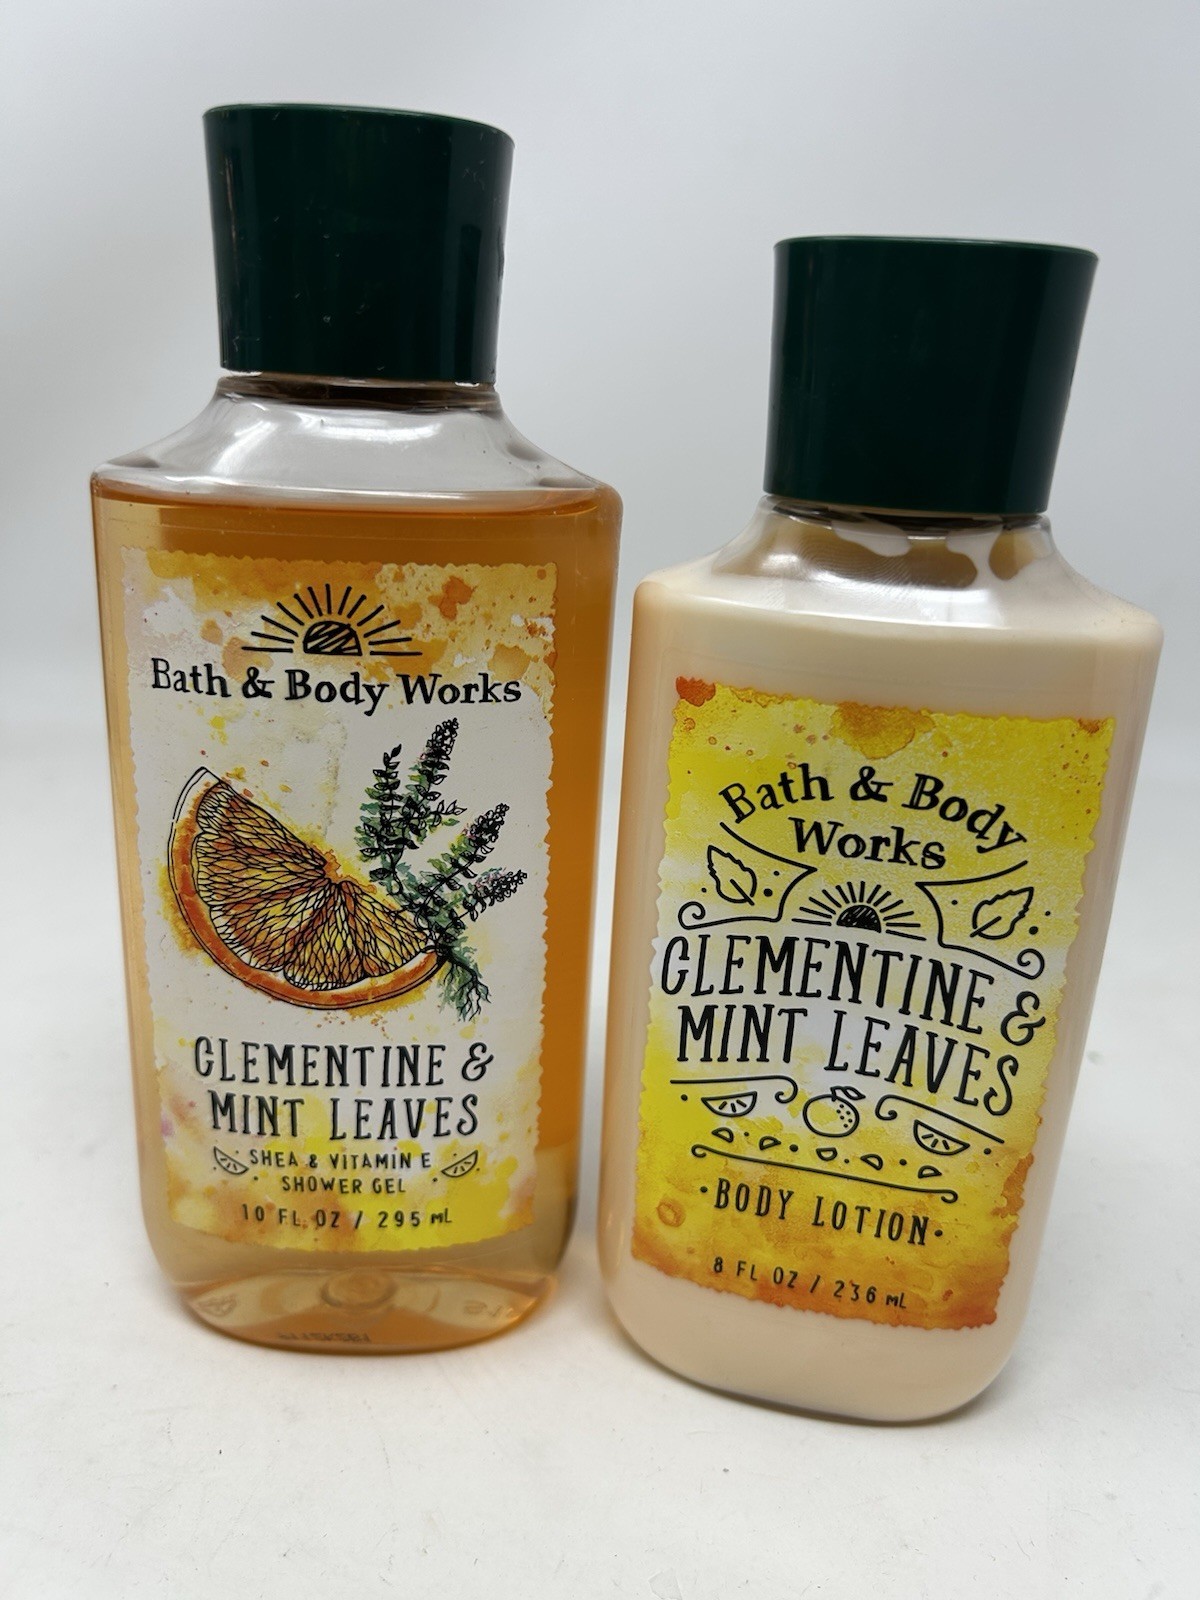 Bath & Body Works
CLEMENTINE &
MINT LEAVES
SHEA & VITAMIN E
SHOWER GEL
10 FL OZ / 295 mL
Bath & Body
Works
CLEMENTINE &
MINT LEAVES
·BODY LOTION·
8 FL OZ / 236 mL